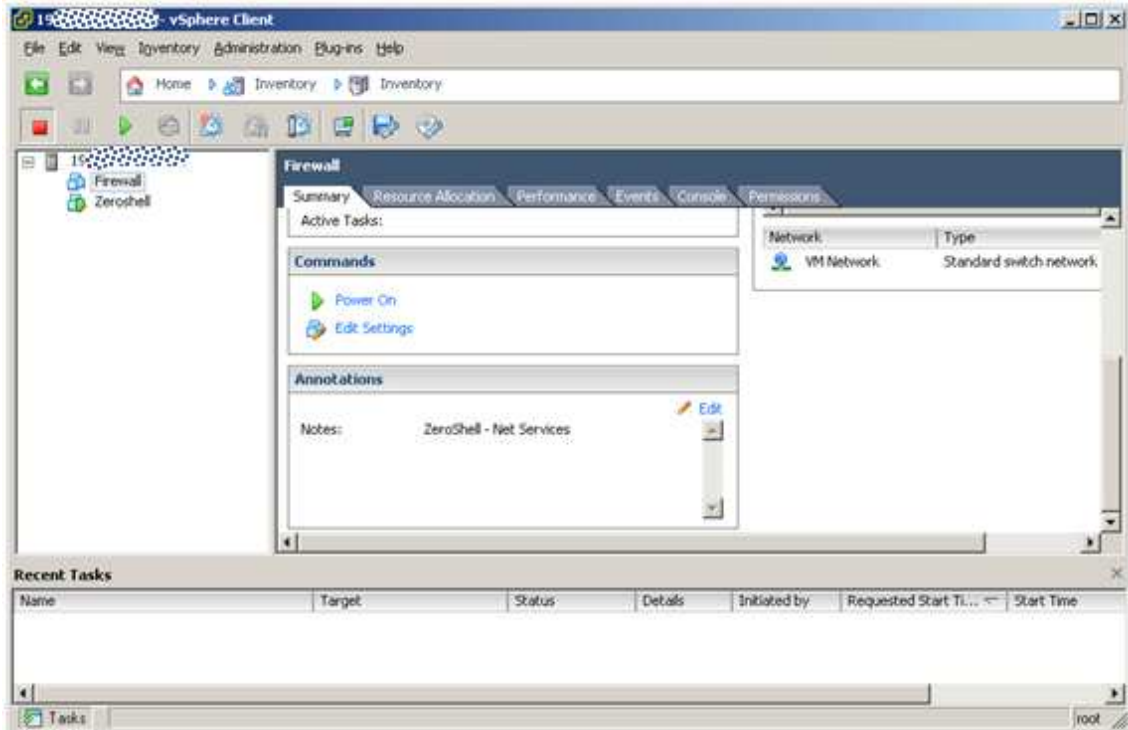 19 - vSphere Client
File Edit View Inventory Administration Plug-ins Help
Home Inventory Inventory
19
Firewall
Zeroshell
Firewall
Summary Resource Allocation Performance Events Console Permissions
Active Tasks:
Commands
Power On
Edit Settings
Annotations
Edit
Notes: ZeroShell - Net Services
Network Type
VM Network Standard switch network
Recent Tasks
Name Target Status Details Initiated by Requested Start Ti... Start Time
Tasks root